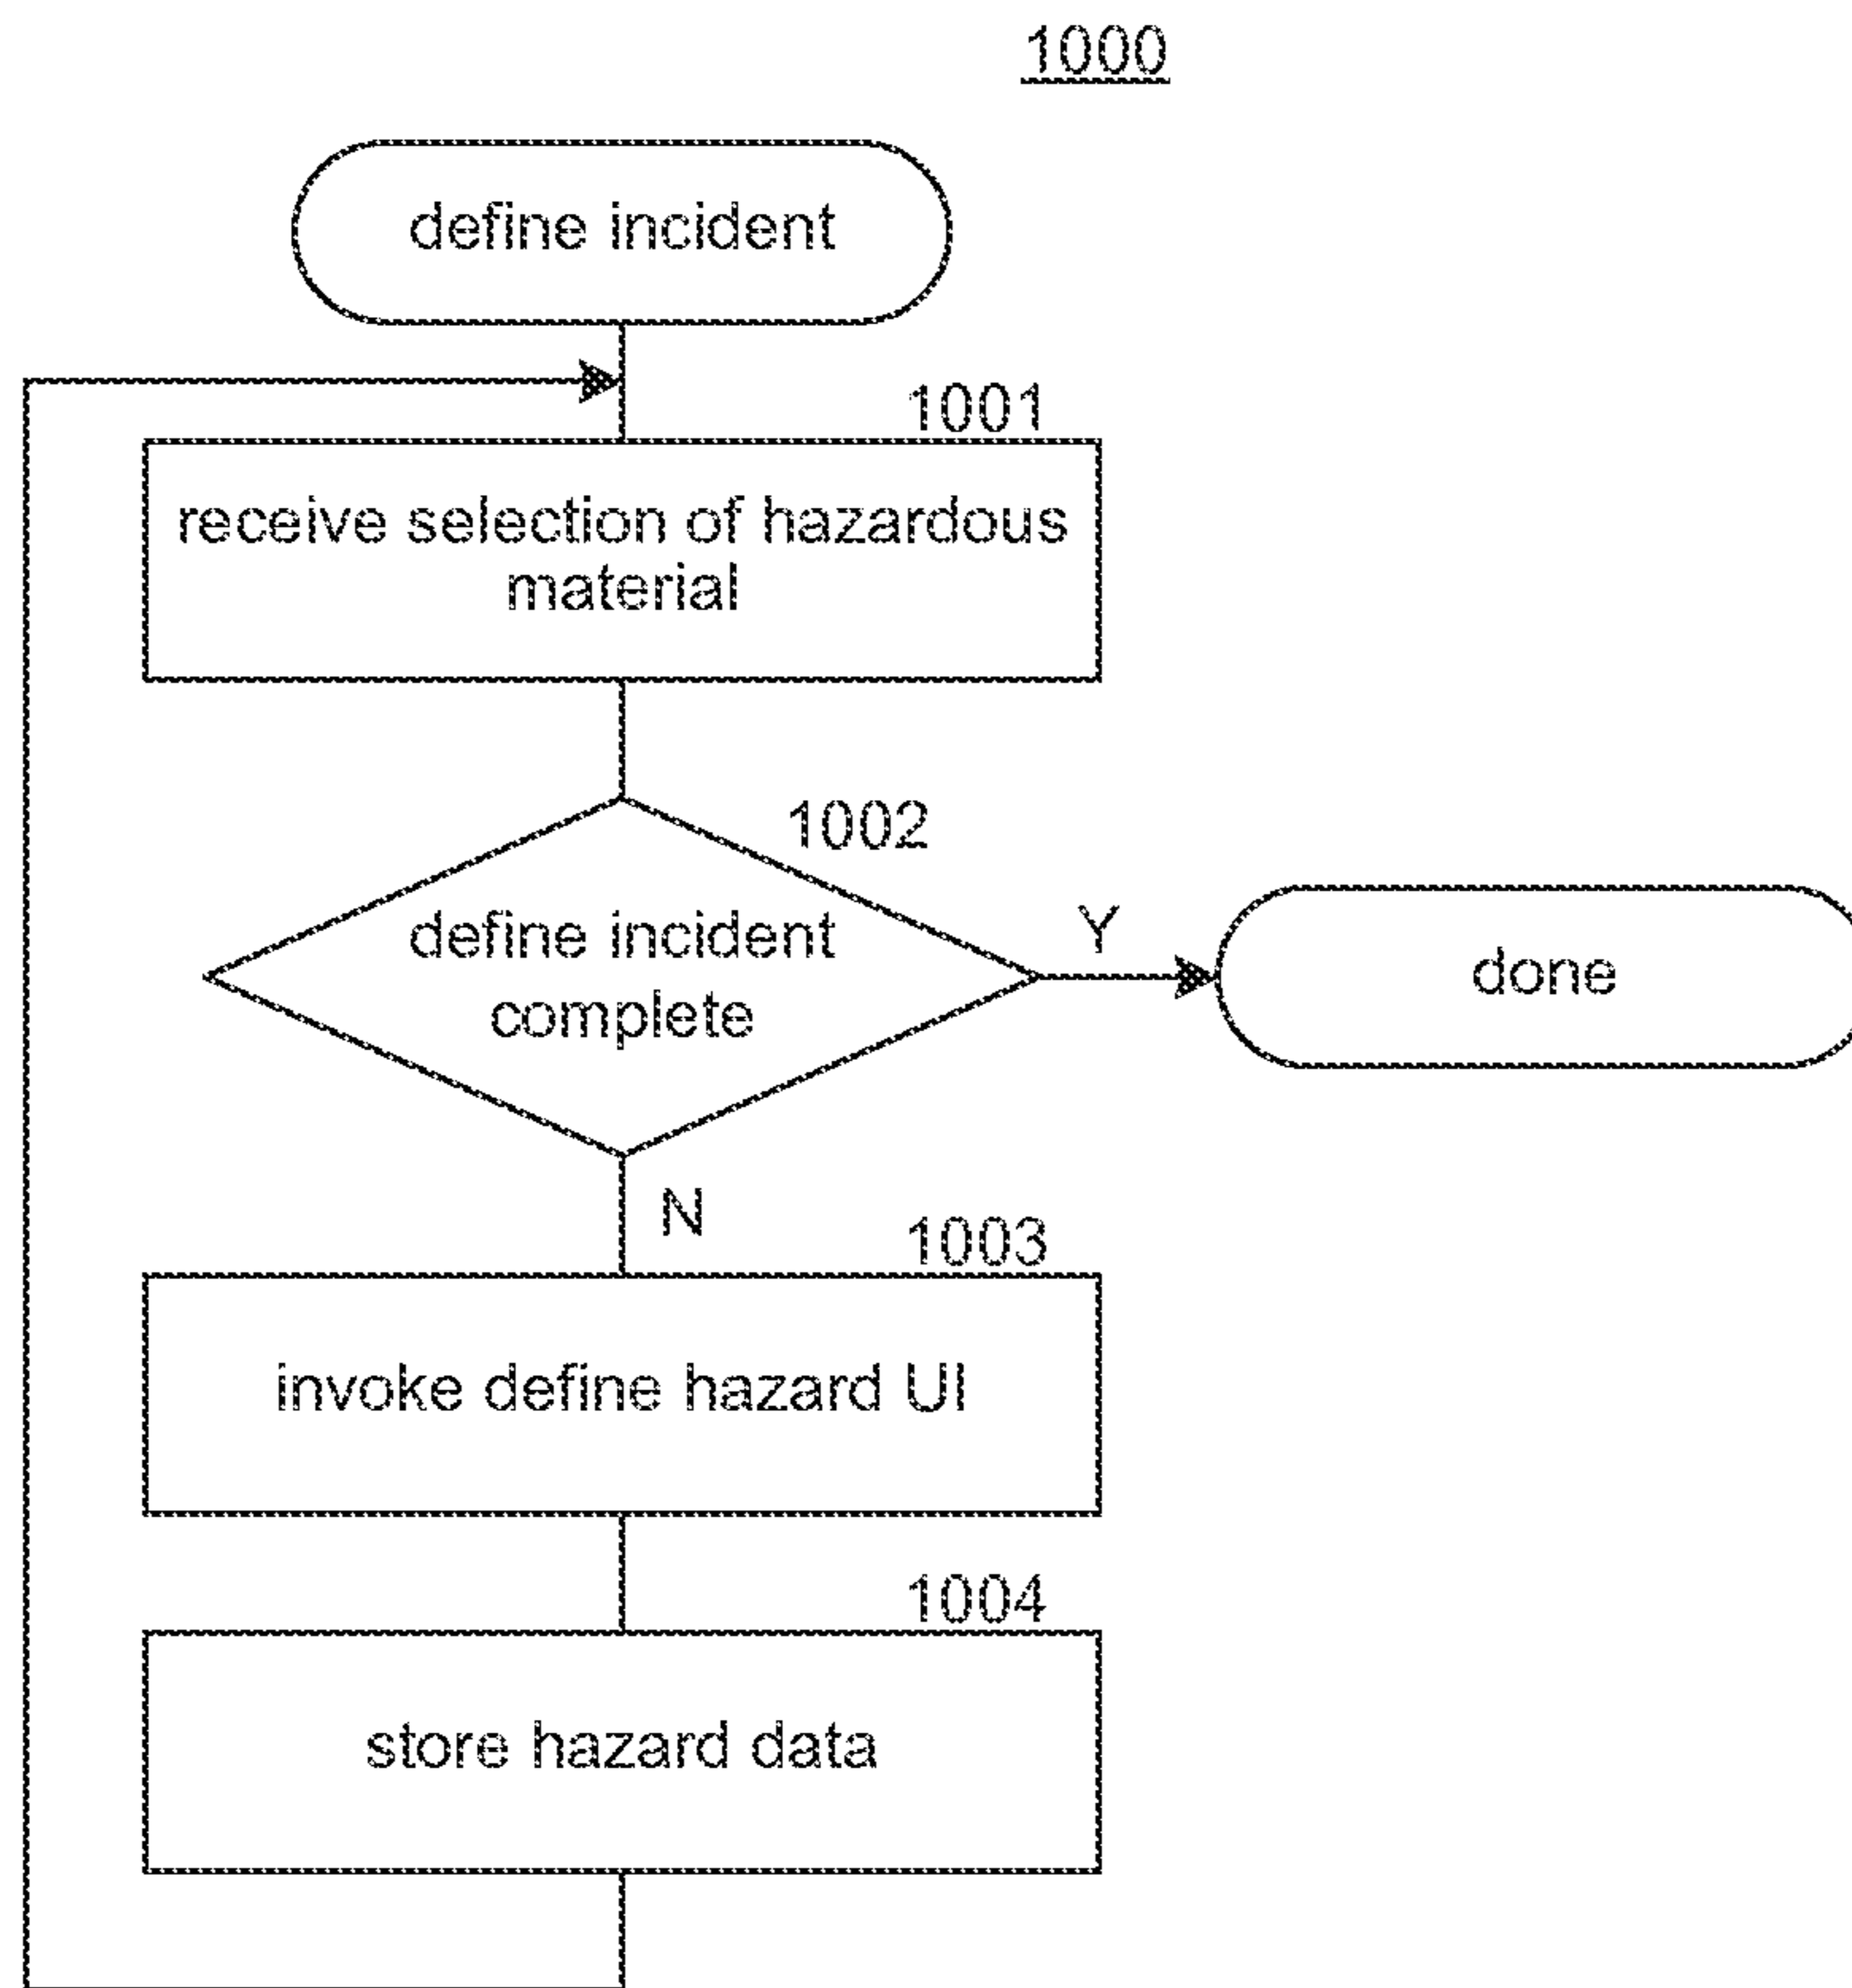 1000
define incident
1001
receive selection of hazardous
material
1002
define incident
complete
Y
done
N
1003
invoke define hazard UI
1004
store hazard data